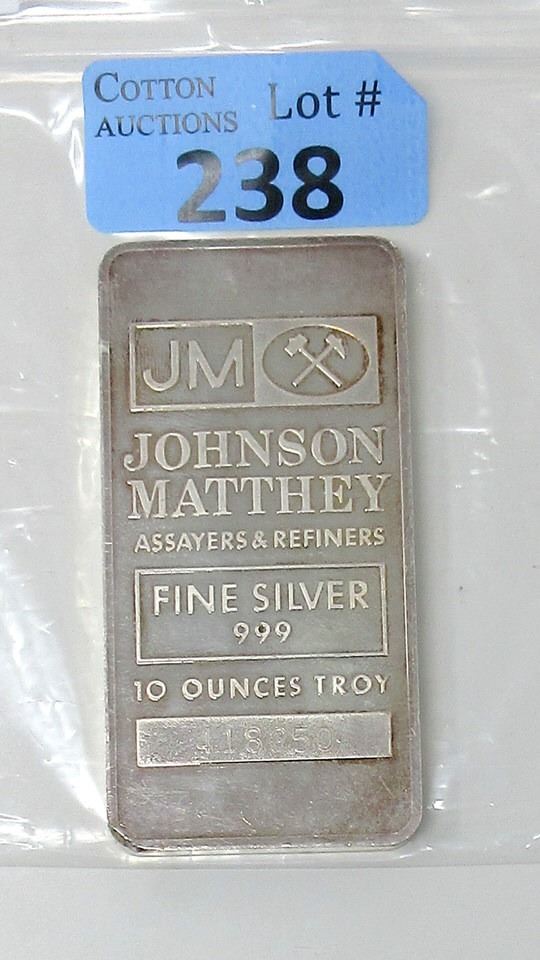 COTTON
AUCTIONS
Lot #
238
JM
JOHNSON
MATTHEY
ASSAYERS & REFINERS
FINE SILVER
999
10 OUNCES TROY